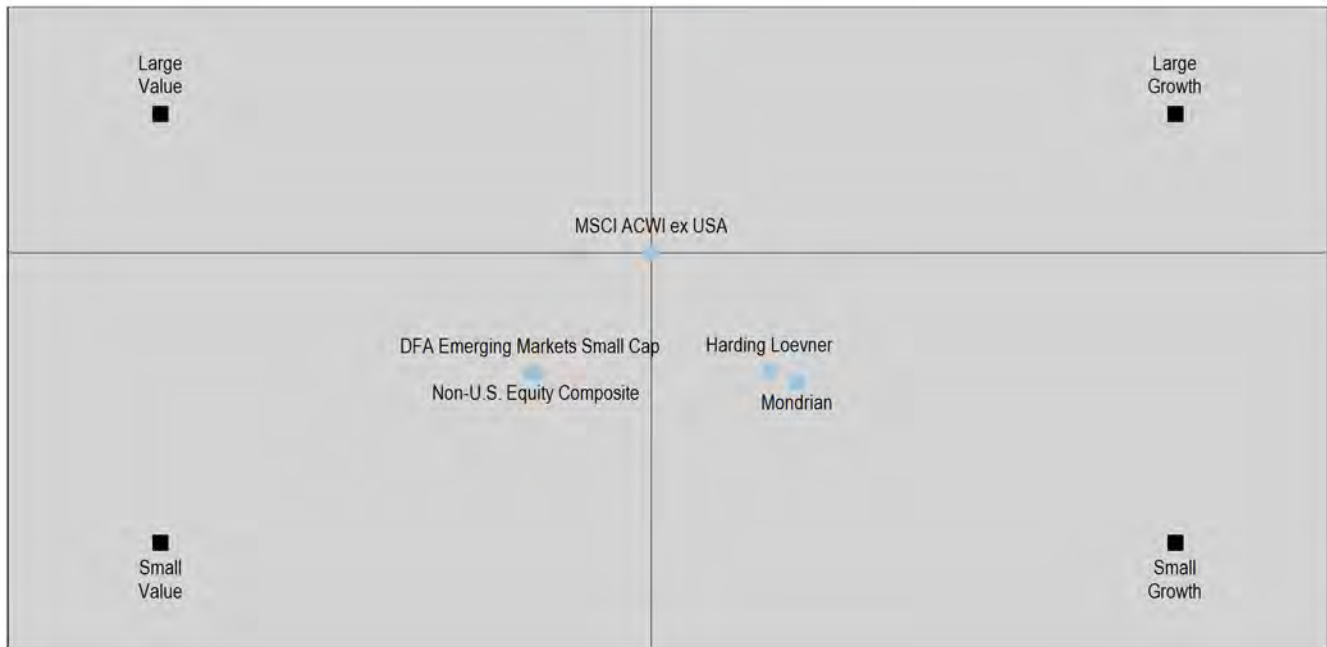 Large
Value
Large
Growth
MSCI ACWI ex USA
DFA Emerging Markets Small Cap
Harding Loevner
Non-U.S. Equity Composite
Mondrian
Small
Value
Small
Growth